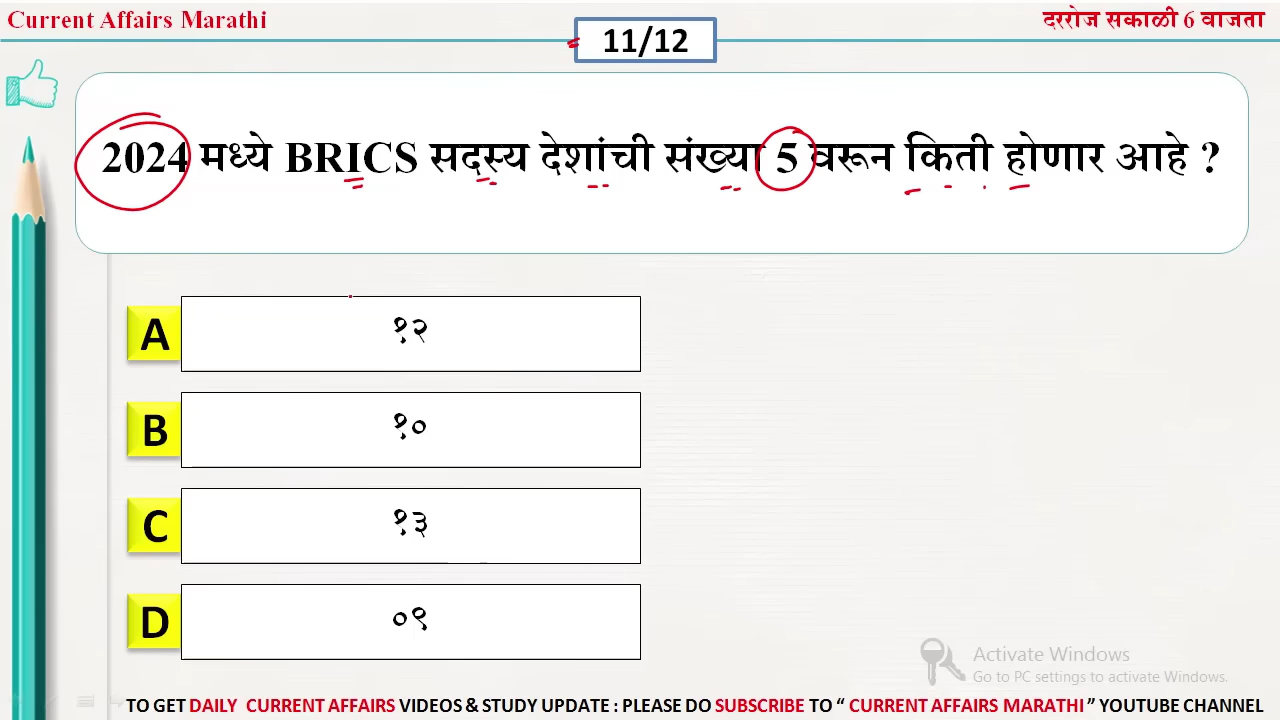 Current Affairs Marathi
दररोज सकाळी 6 वाजता
11/12
2024 मध्ये BRICS सदस्य देशांची संख्या 5 वरून किती होणार आहे ?
A १२
B १०
C १३
D ०९
Activate Windows
Go to PC settings to activate Windows.
TO GET DAILY CURRENT AFFAIRS VIDEOS & STUDY UPDATE : PLEASE DO SUBSCRIBE TO “ CURRENT AFFAIRS MARATHI ” YOUTUBE CHANNEL